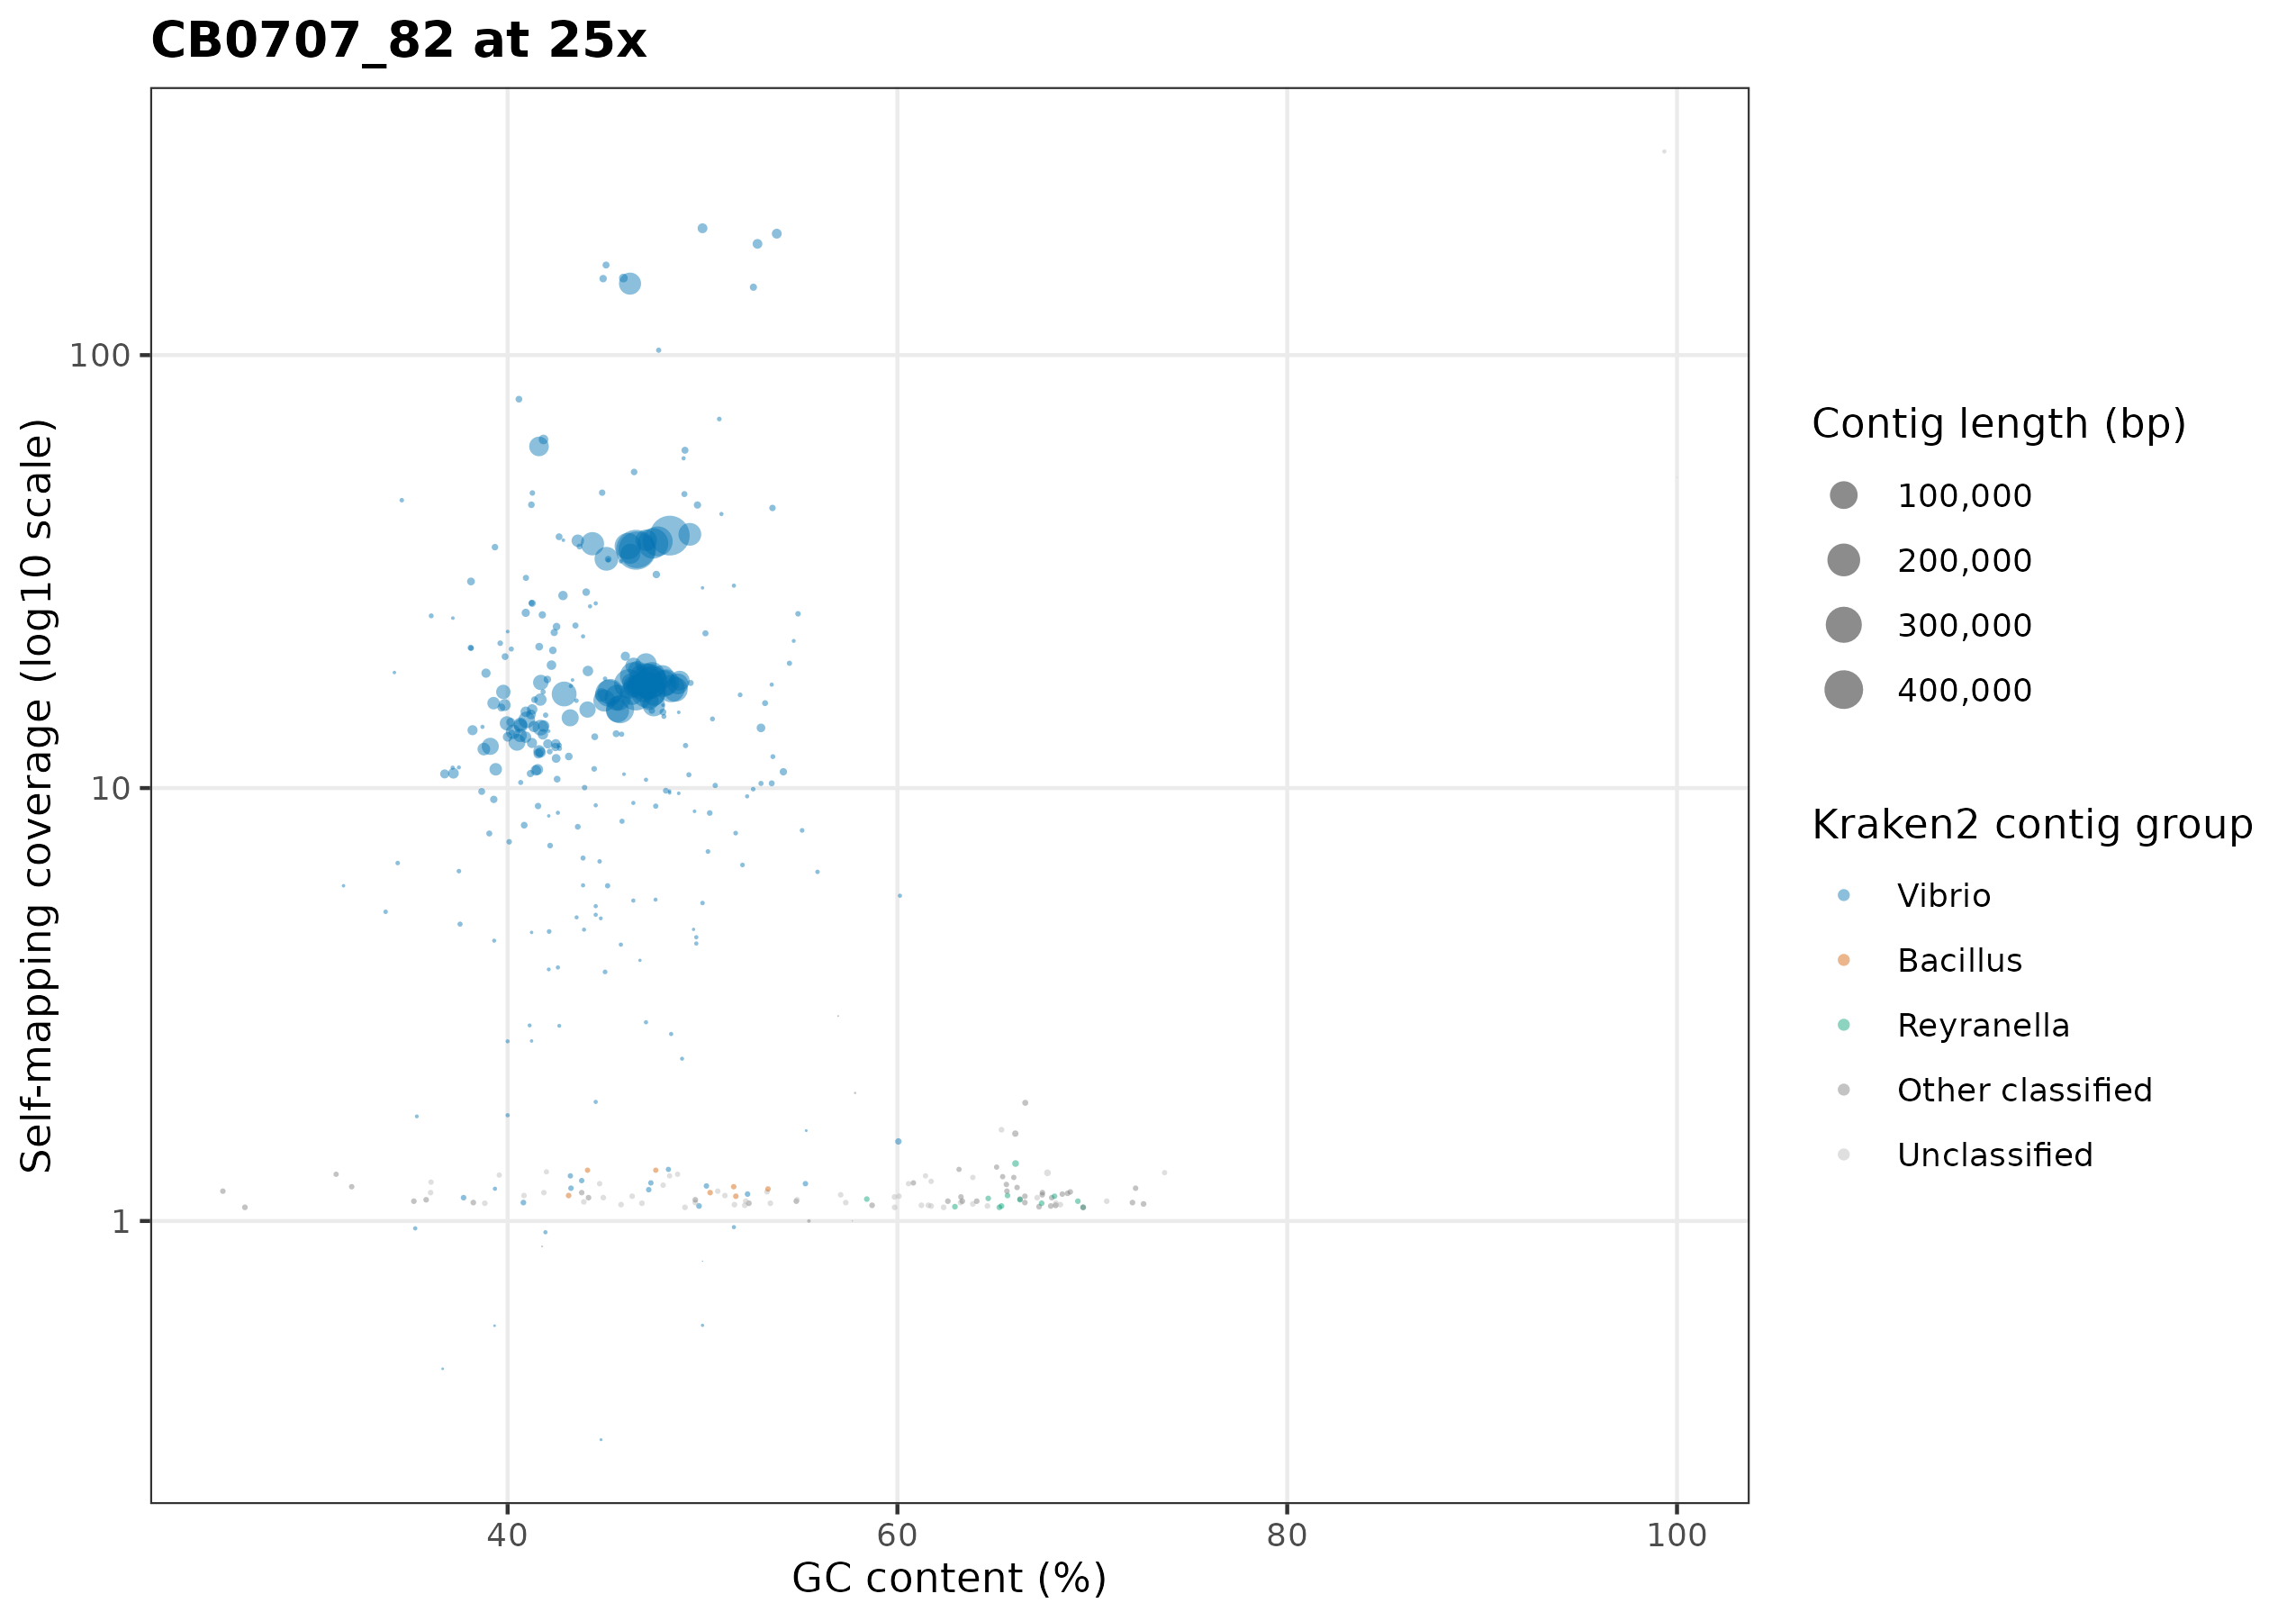 CB0707_82 at 25x
Self-mapping coverage (log10 scale)
100
10
1
40
60
80
100
GC content (%)
Contig length (bp)
100,000
200,000
300,000
400,000
Kraken2 contig group
Vibrio
Bacillus
Reyranella
Other classified
Unclassified